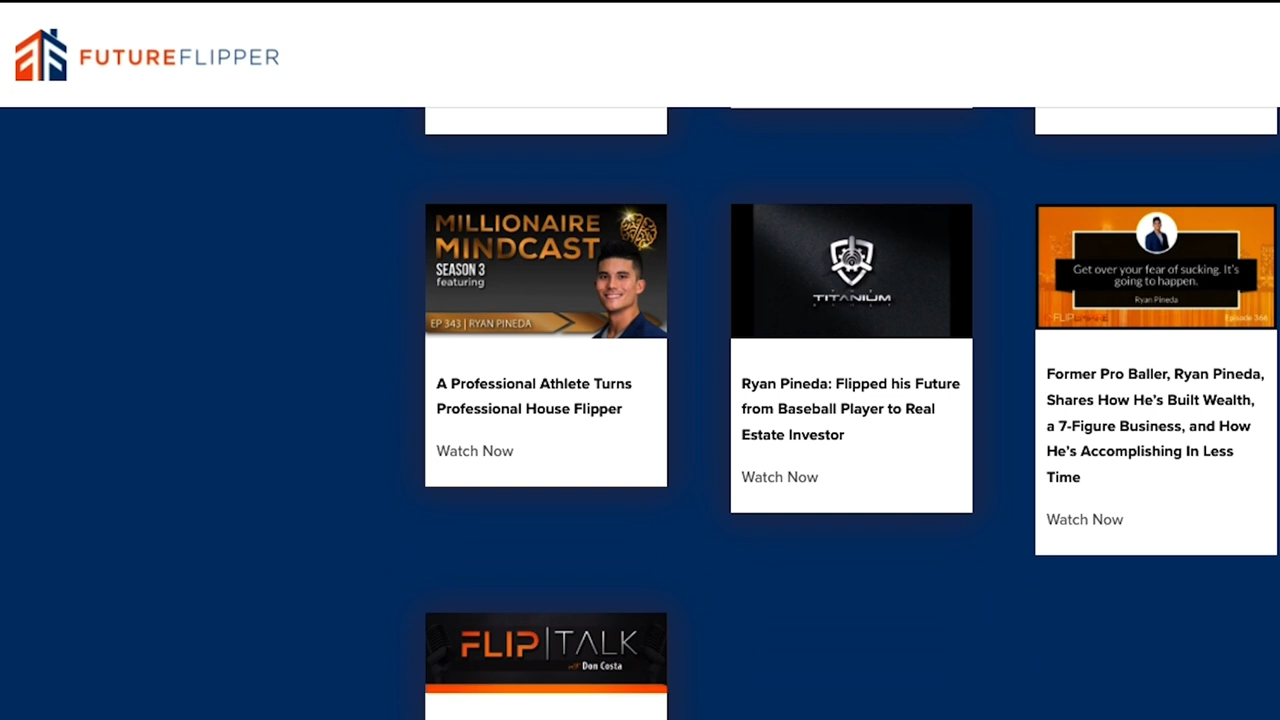 FUTUREFLIPPER
MILLIONAIRE
MINDCAST
SEASON 3
featuring
EP 343 | RYAN PINEDA
A Professional Athlete Turns
Professional House Flipper
Watch Now
TITANIUM
Ryan Pineda: Flipped his Future
from Baseball Player to Real
Estate Investor
Watch Now
Get over your fear of sucking. It's
going to happen.
Ryan Pineda
Episode 366
Former Pro Baller, Ryan Pineda,
Shares How He’s Built Wealth,
a 7-Figure Business, and How
He’s Accomplishing In Less
Time
Watch Now
FLIP|TALK
with Don Costa